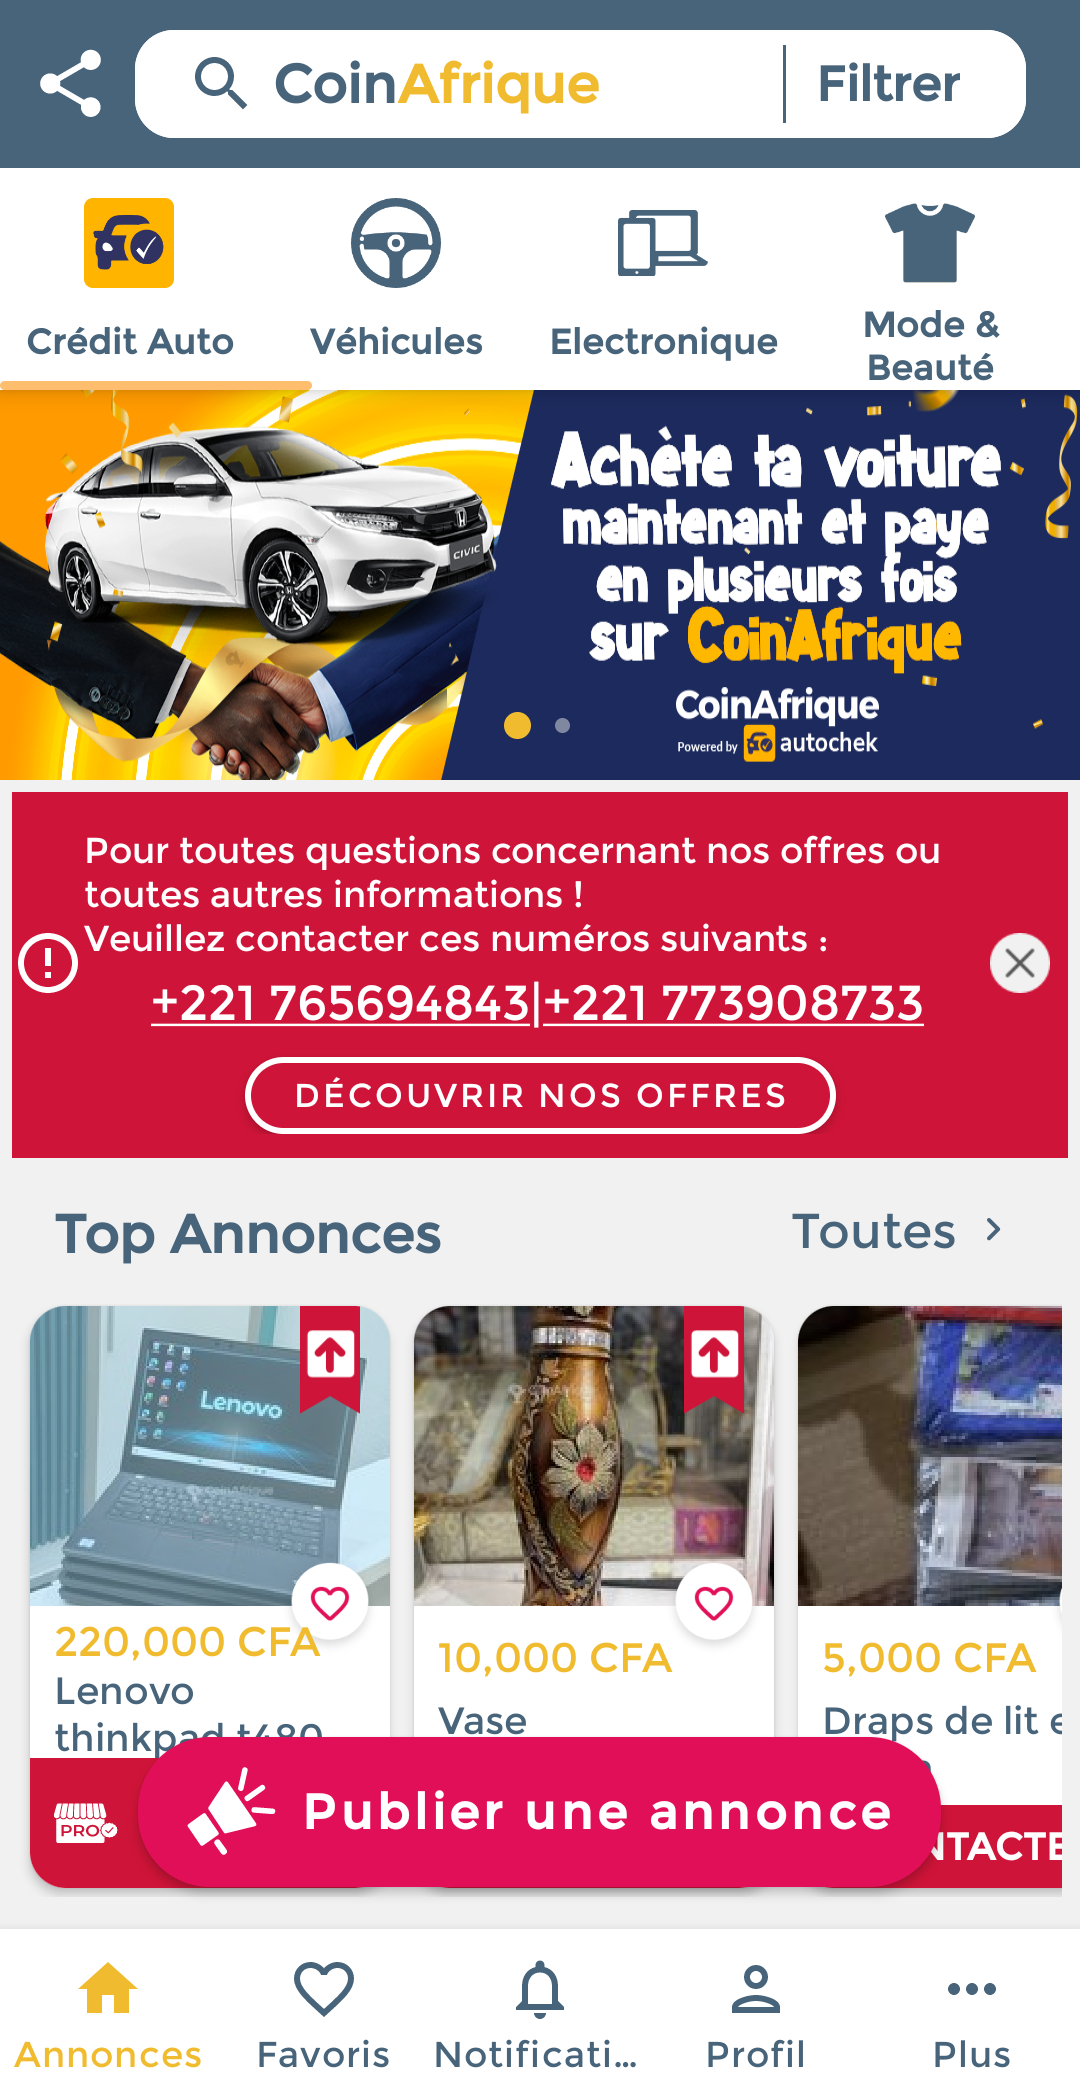 CoinAfrique
Filtrer
Crédit Auto
Véhicules
Electronique
Mode &
Beauté
Achète ta voiture
maintenant et paye
en plusieurs fois
sur CoinAfrique
CoinAfrique
Powered by autochek
CIVIC
Pour toutes questions concernant nos offres ou
toutes autres informations !
Veuillez contacter ces numéros suivants :
+221 765694843|+221 773908733
DÉCOUVRIR NOS OFFRES
Top Annonces
Toutes
Lenovo
CoinAfrique
220,000 CFA
Lenovo
thinkpad t480
PRO
10,000 CFA
Vase
5,000 CFA
Draps de lit e
NTACTE
Publier une annonce
Annonces
Favoris
Notificati...
Profil
Plus